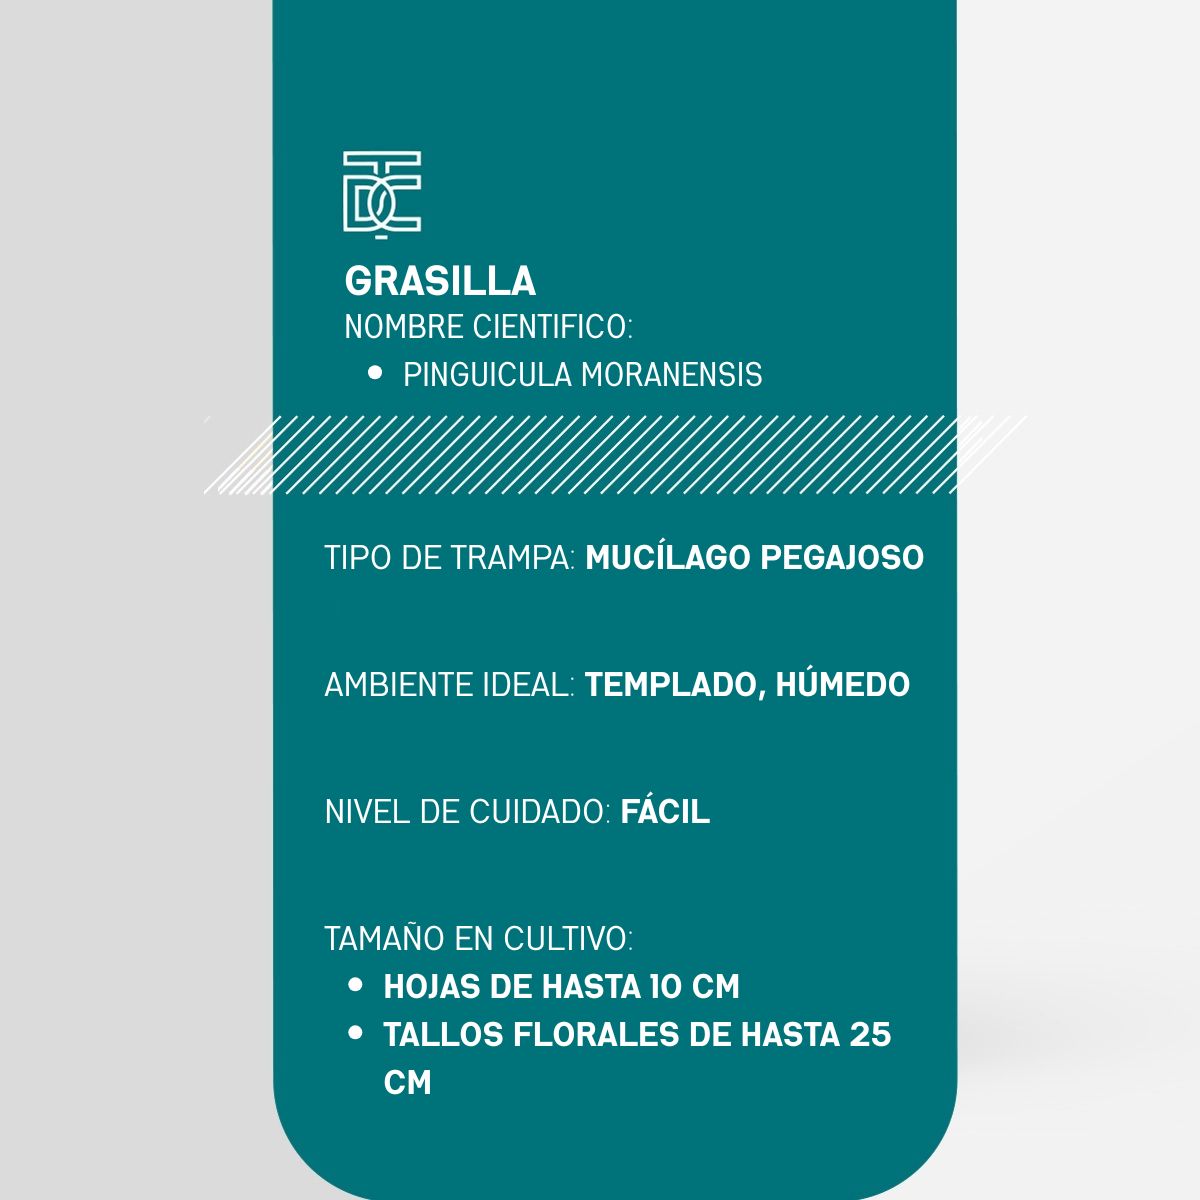 TDC
GRASILLA
NOMBRE CIENTIFICO:
• PINGUICULA MORANENSIS
TIPO DE TRAMPA: MUCÍLAGO PEGAJOSO
AMBIENTE IDEAL: TEMPLADO, HÚMEDO
NIVEL DE CUIDADO: FÁCIL
TAMAÑO EN CULTIVO:
• HOJAS DE HASTA 10 CM
• TALLOS FLORALES DE HASTA 25
CM